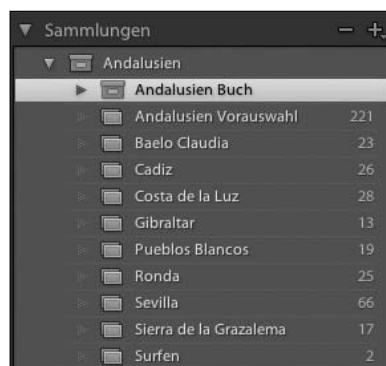 Sammlungen − +
Andalusien
Andalusien Buch
Andalusien Vorauswahl 221
Baelo Claudia 23
Cadiz 26
Costa de la Luz 28
Gibraltar 13
Pueblos Blancos 19
Ronda 25
Sevilla 66
Sierra de la Grazalema 17
Surfen 2